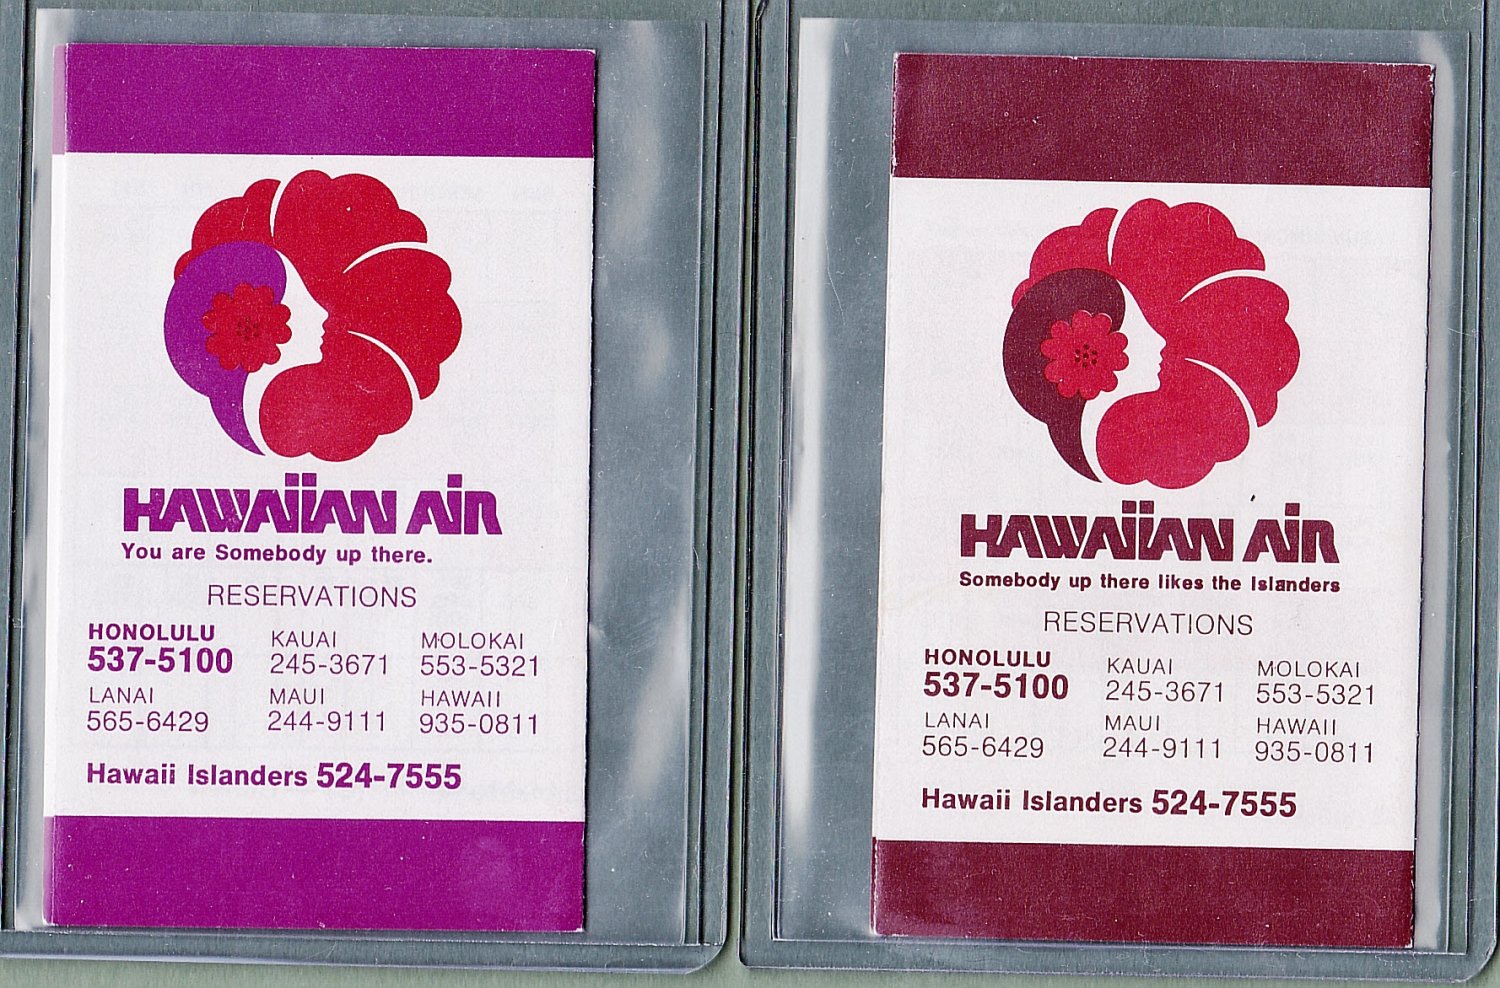 HAWAIIAN AIR
You are Somebody up there.
RESERVATIONS
HONOLULU KAUAI MOLOKAI
537-5100 245-3671 553-5321
LANAI MAUI HAWAII
565-6429 244-9111 935-0811
Hawaii Islanders 524-7555
HAWAIIAN AIR
Somebody up there likes the Islanders
RESERVATIONS
HONOLULU KAUAI MOLOKAI
537-5100 245-3671 553-5321
LANAI MAUI HAWAII
565-6429 244-9111 935-0811
Hawaii Islanders 524-7555